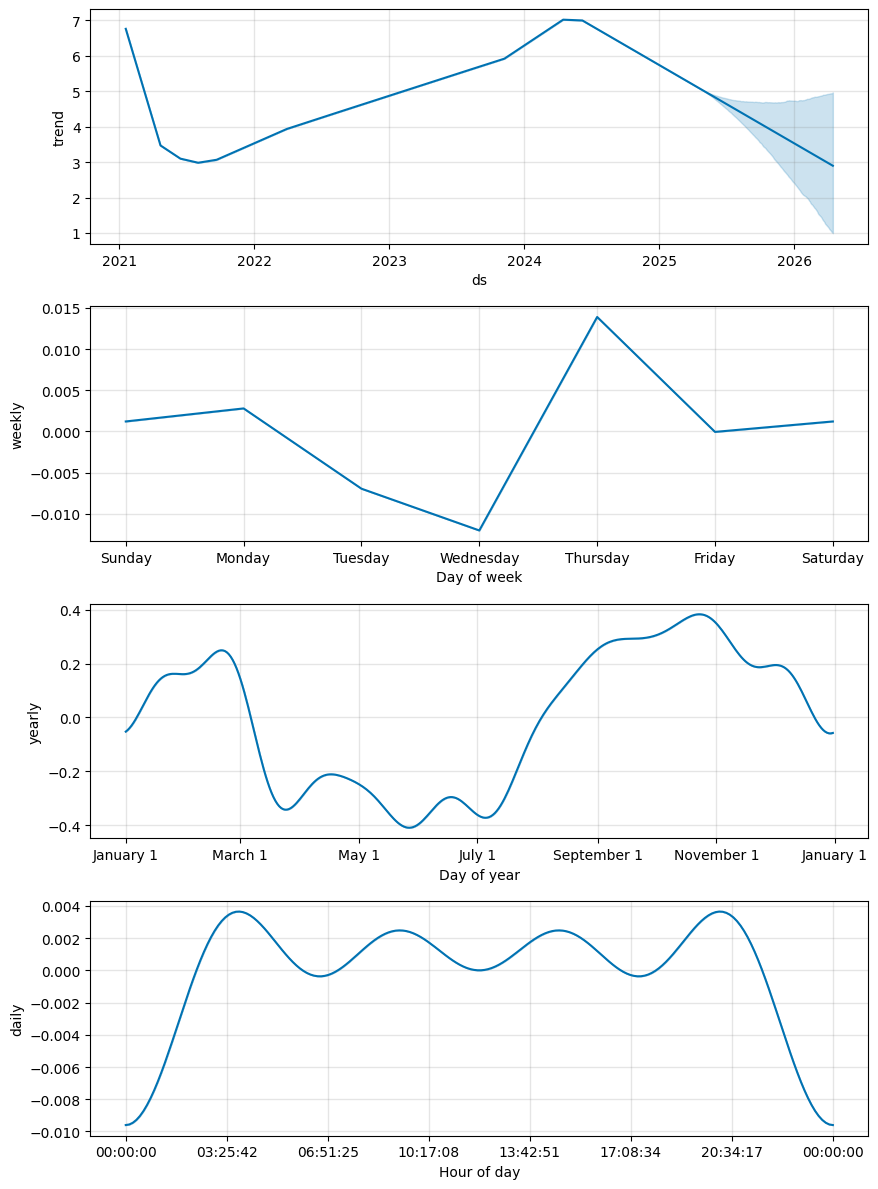 7
6
5
4
3
2
1
trend
2021 2022 2023 2024 2025 2026
ds
0.015
0.010
0.005
0.000
−0.005
−0.010
weekly
Sunday Monday Tuesday Wednesday Thursday Friday Saturday
Day of week
0.4
0.2
0.0
−0.2
−0.4
yearly
January 1 March 1 May 1 July 1 September 1 November 1 January 1
Day of year
0.004
0.002
0.000
−0.002
−0.004
−0.006
−0.008
−0.010
daily
00:00:00 03:25:42 06:51:25 10:17:08 13:42:51 17:08:34 20:34:17 00:00:00
Hour of day